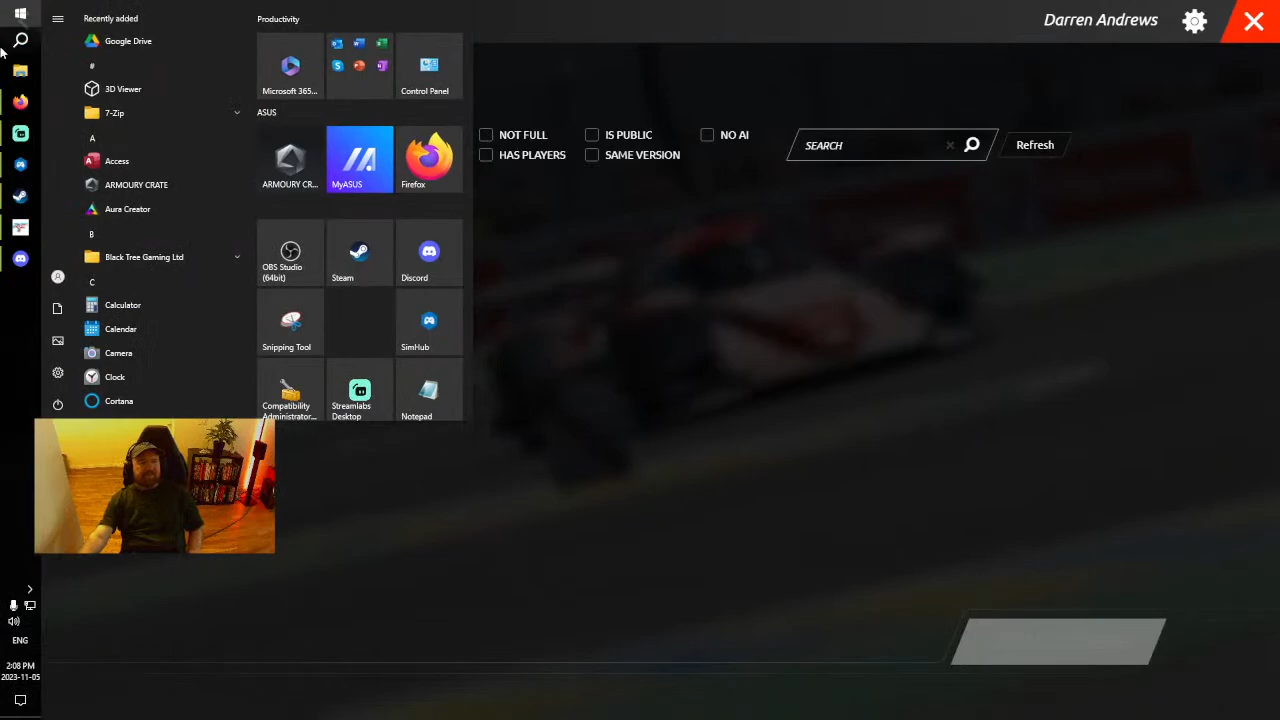 Recently added
Google Drive
#
3D Viewer
7-Zip
A
Access
ARMOURY CRATE
Aura Creator
B
Black Tree Gaming Ltd
C
Calculator
Calendar
Camera
Clock
Cortana
Productivity
Microsoft 365...
Control Panel
ASUS
ARMOURY CR...
MyASUS
Firefox
OBS Studio
(64bit)
Steam
Discord
Snipping Tool
SimHub
Compatibility
Administrator...
Streamlabs
Desktop
Notepad
Darren Andrews
NOT FULL
IS PUBLIC
NO AI
HAS PLAYERS
SAME VERSION
SEARCH
Refresh
ENG
2:08 PM
2023-11-05